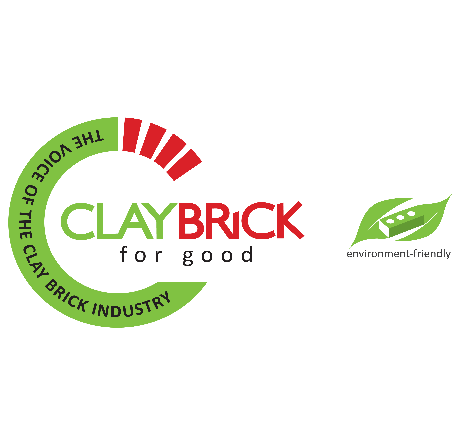 THE VOICE OF THE CLAY BRICK INDUSTRY
CLAYBRiCK
for good
environment-friendly